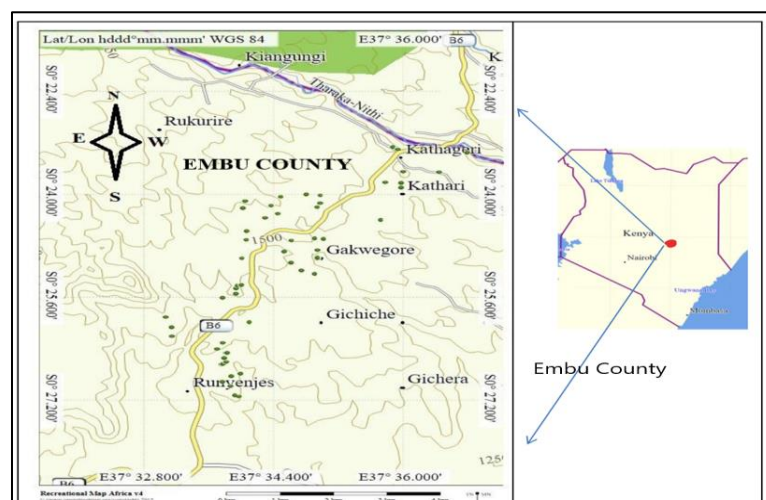 Lat/Lon hddd°mm.mmm' WGS 84
E37° 36.000'
B6
Kiangungi
K
S0° 22.400'
S0° 22.400'
Tharaka-Nithi
N
Rukurire
E
W
S
EMBU COUNTY
Kathageri
Kathari
S0° 24.000'
S0° 24.000'
1500
Gakwegore
Kenya
Nairobi
S0° 25.600'
S0° 25.600'
B6
Gichiche
Embu County
Runyenjes
Gichera
S0° 27.200'
S0° 27.200'
E37° 32.800'
E37° 34.400'
E37° 36.000'
B6
Recreational Map Africa v4